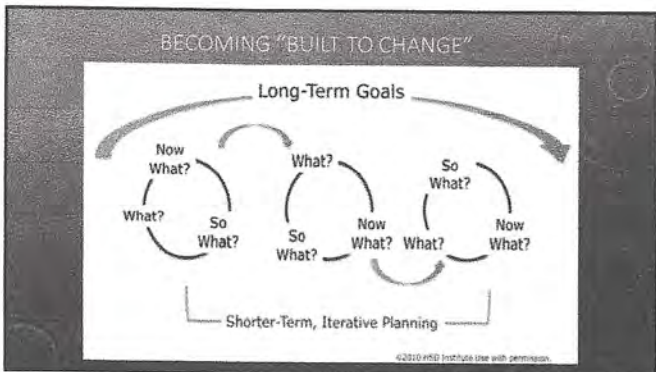 BECOMING "BUILT TO CHANGE"
Long-Term Goals
Now
What?
What?
So
What?
What?
So
What?
Now
What?
So
What?
What?
Now
What?
Shorter-Term, Iterative Planning
©2010 HSD Institute Use with permission.